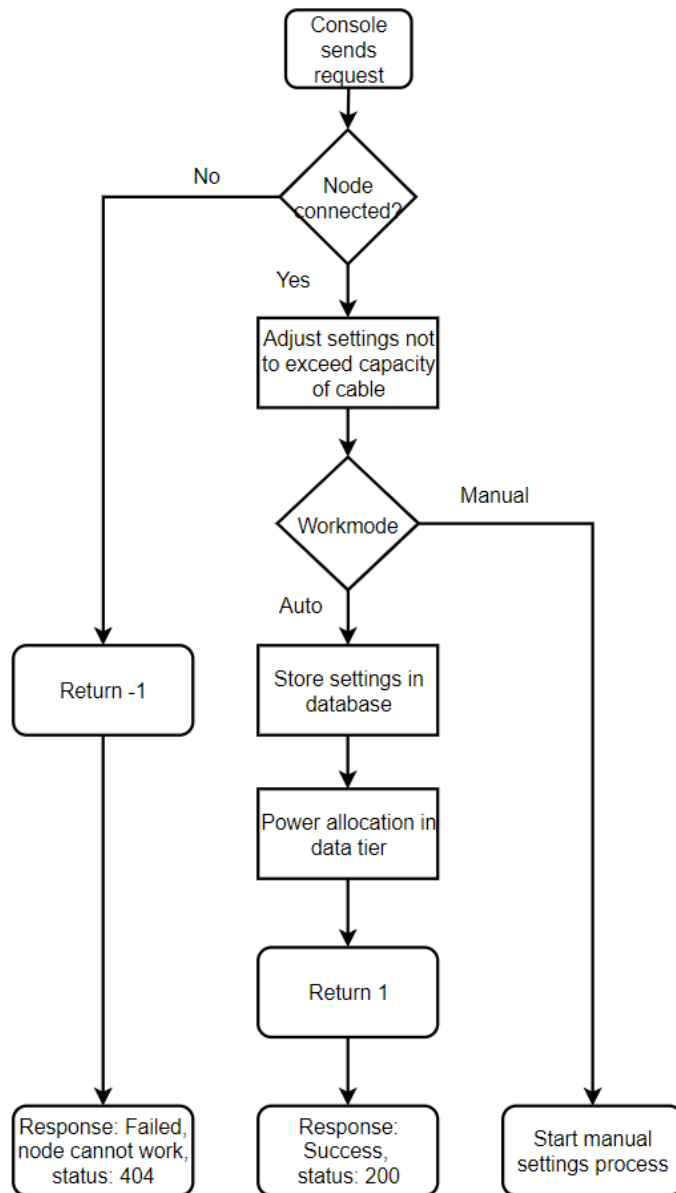 Console
sends
request
No
Node
connected?
Yes
Adjust settings not
to exceed capacity
of cable
Manual
Workmode
Auto
Return -1
Store settings in
database
Power allocation in
data tier
Return 1
Response: Failed,
node cannot work,
status: 404
Response:
Success,
status: 200
Start manual
settings process